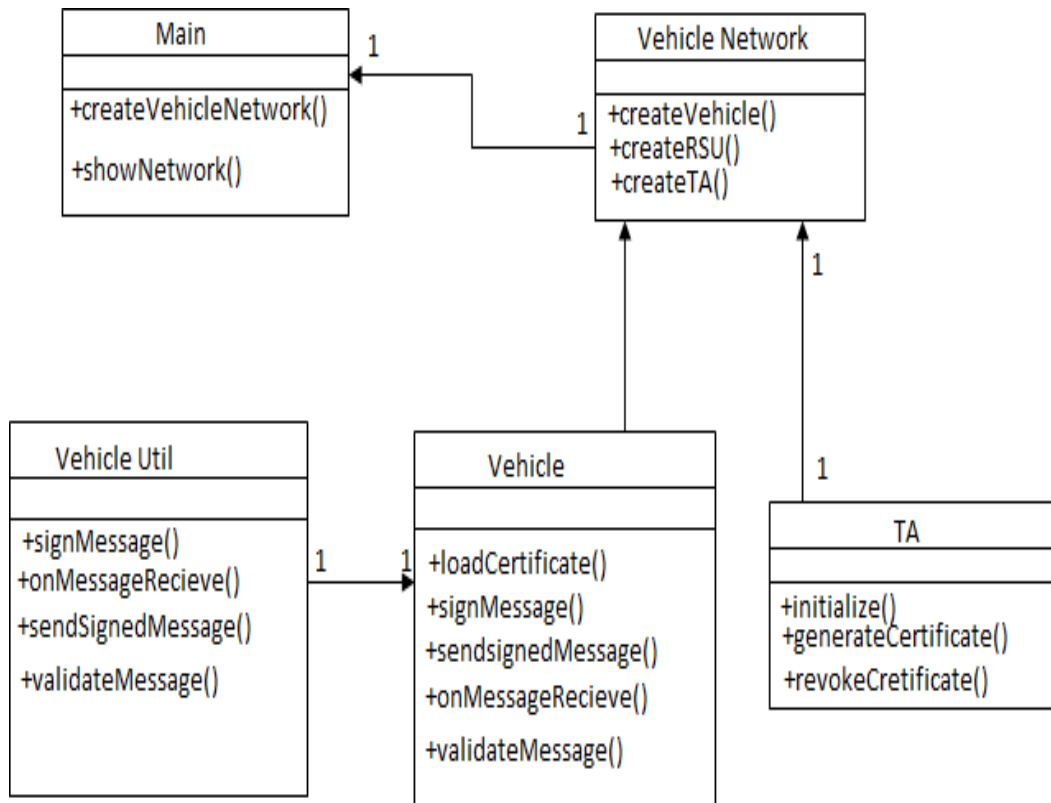 Main
+createVehicleNetwork()
+showNetwork()
1
1
Vehicle Network
+createVehicle()
+createRSU()
+createTA()
1
1
Vehicle Util
+signMessage()
+onMessageRecieve()
+sendSignedMessage()
+validateMessage()
1
1
Vehicle
+loadCertificate()
+signMessage()
+sendsignedMessage()
+onMessageRecieve()
+validateMessage()
TA
+initialize()
+generateCertificate()
+revokeCretificate()